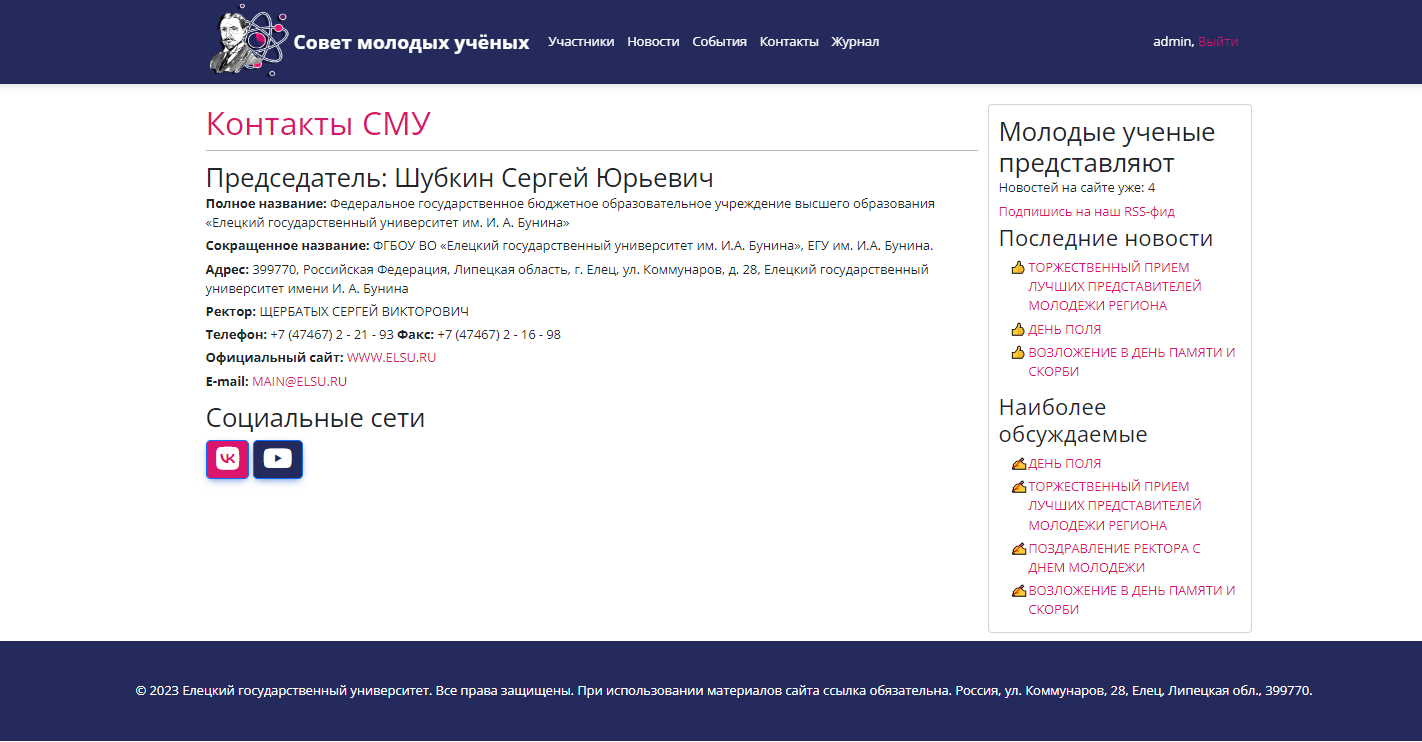 Совет молодых учёных
Участники Новости События Контакты Журнал
admin, Выйти
Контакты СМУ
Председатель: Шубкин Сергей Юрьевич
Полное название: Федеральное государственное бюджетное образовательное учреждение высшего образования
«Елецкий государственный университет им. И. А. Бунина»
Сокращенное название: ФГБОУ ВО «Елецкий государственный университет им. И.А. Бунина», ЕГУ им. И.А. Бунина.
Адрес: 399770, Российская Федерация, Липецкая область, г. Елец, ул. Коммунаров, д. 28, Елецкий государственный
университет имени И. А. Бунина
Ректор: ЩЕРБАТЫХ СЕРГЕЙ ВИКТОРОВИЧ
Телефон: +7 (47467) 2 - 21 - 93 Факс: +7 (47467) 2 - 16 - 98
Официальный сайт: WWW.ELSU.RU
E-mail: MAIN@ELSU.RU
Социальные сети
Молодые ученые
представляют
Новостей на сайте уже: 4
Подпишись на наш RSS-фид
Последние новости
👍 ТОРЖЕСТВЕННЫЙ ПРИЕМ
ЛУЧШИХ ПРЕДСТАВИТЕЛЕЙ
МОЛОДЕЖИ РЕГИОНА
👍 ДЕНЬ ПОЛЯ
👍 ВОЗЛОЖЕНИЕ В ДЕНЬ ПАМЯТИ И
СКОРБИ
Наиболее
обсуждаемые
✍ ДЕНЬ ПОЛЯ
✍ ТОРЖЕСТВЕННЫЙ ПРИЕМ
ЛУЧШИХ ПРЕДСТАВИТЕЛЕЙ
МОЛОДЕЖИ РЕГИОНА
✍ ПОЗДРАВЛЕНИЕ РЕКТОРА С
ДНЕМ МОЛОДЕЖИ
✍ ВОЗЛОЖЕНИЕ В ДЕНЬ ПАМЯТИ И
СКОРБИ
© 2023 Елецкий государственный университет. Все права защищены. При использовании материалов сайта ссылка обязательна. Россия, ул. Коммунаров, 28, Елец, Липецкая обл., 399770.